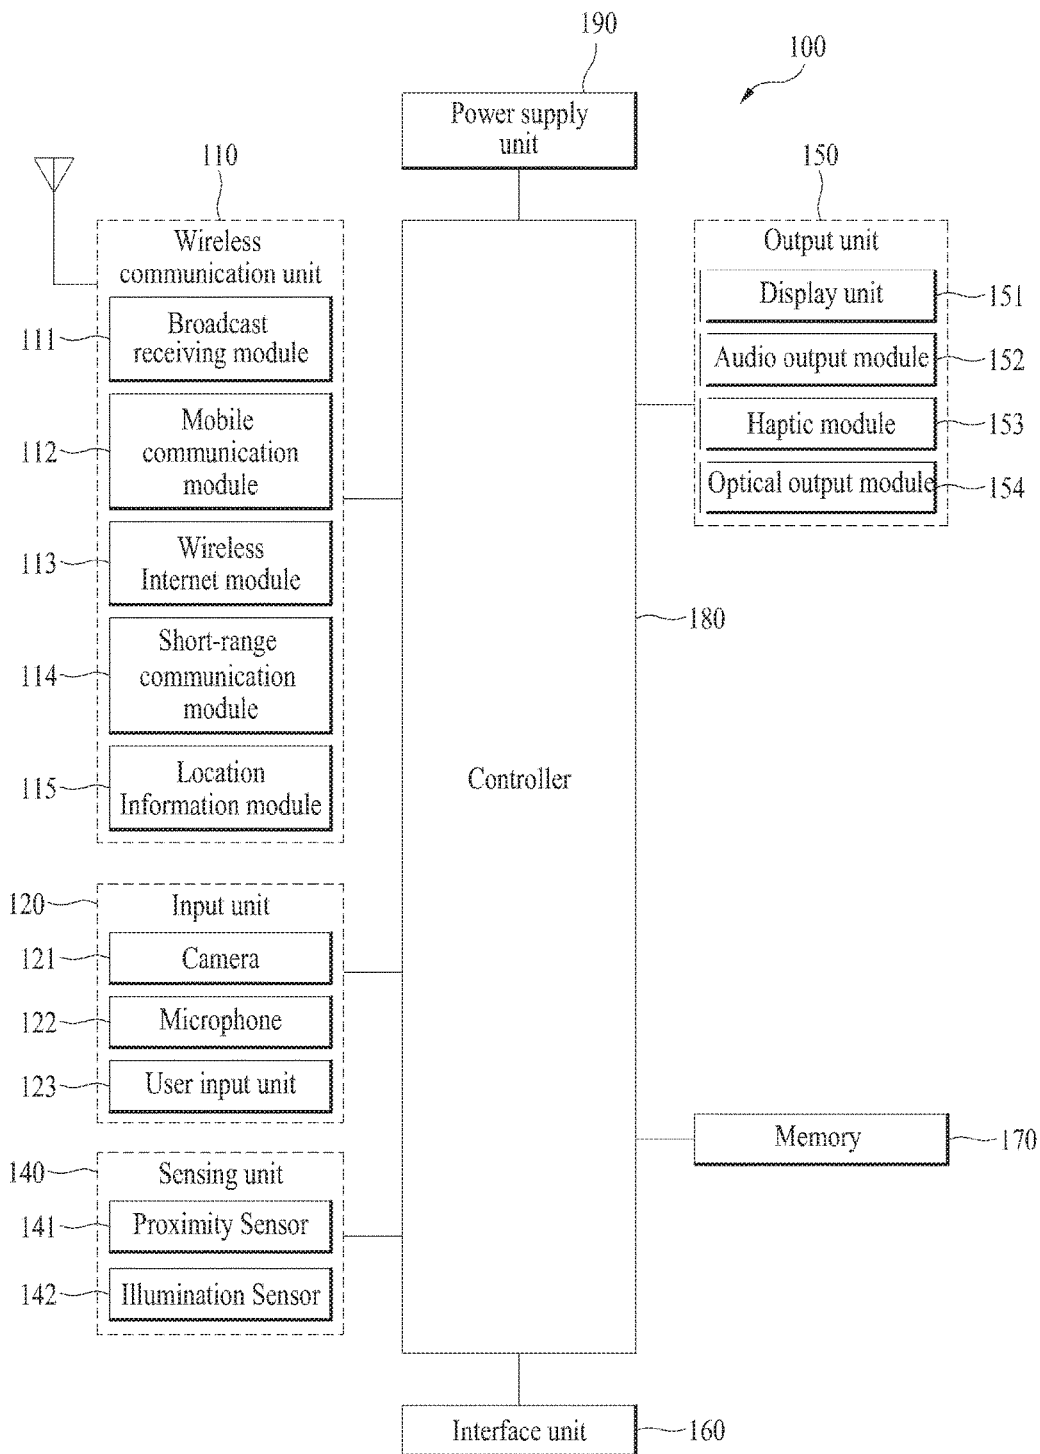 190
100
Power supply
unit
110
Wireless
communication unit
111
Broadcast
receiving module
112
Mobile
communication
module
113
Wireless
Internet module
114
Short-range
communication
module
115
Location
Information module
120
Input unit
121
Camera
122
Microphone
123
User input unit
140
Sensing unit
141
Proximity Sensor
142
Illumination Sensor
Controller
180
150
Output unit
Display unit
151
Audio output module
152
Haptic module
153
Optical output module
154
Memory
170
Interface unit
160